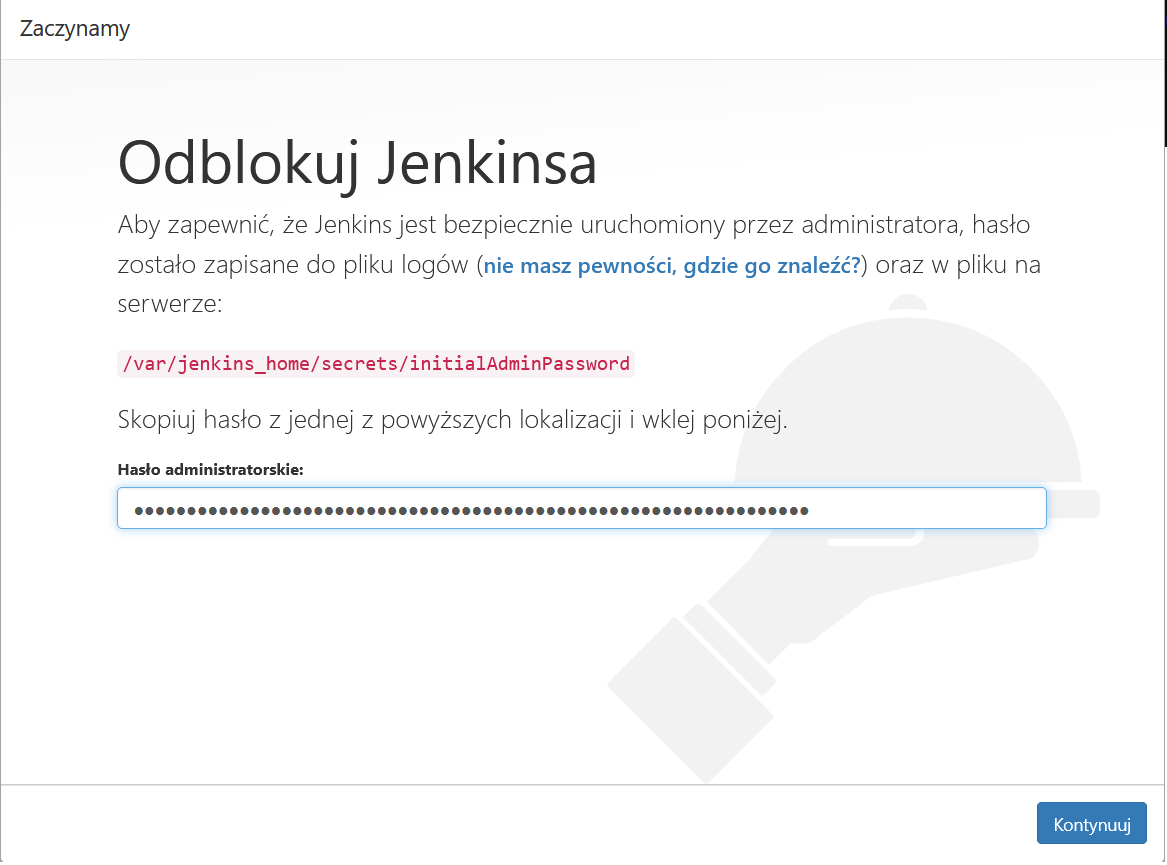 Zaczynamy
Odblokuj Jenkinsa
Aby zapewnić, że Jenkins jest bezpiecznie uruchomiony przez administratora, hasło
zostało zapisane do pliku logów (nie masz pewności, gdzie go znaleźć?) oraz w pliku na
serwerze:
/var/jenkins_home/secrets/initialAdminPassword
Skopiuj hasło z jednej z powyższych lokalizacji i wklej poniżej.
Hasło administratorskie:
Kontynuuj